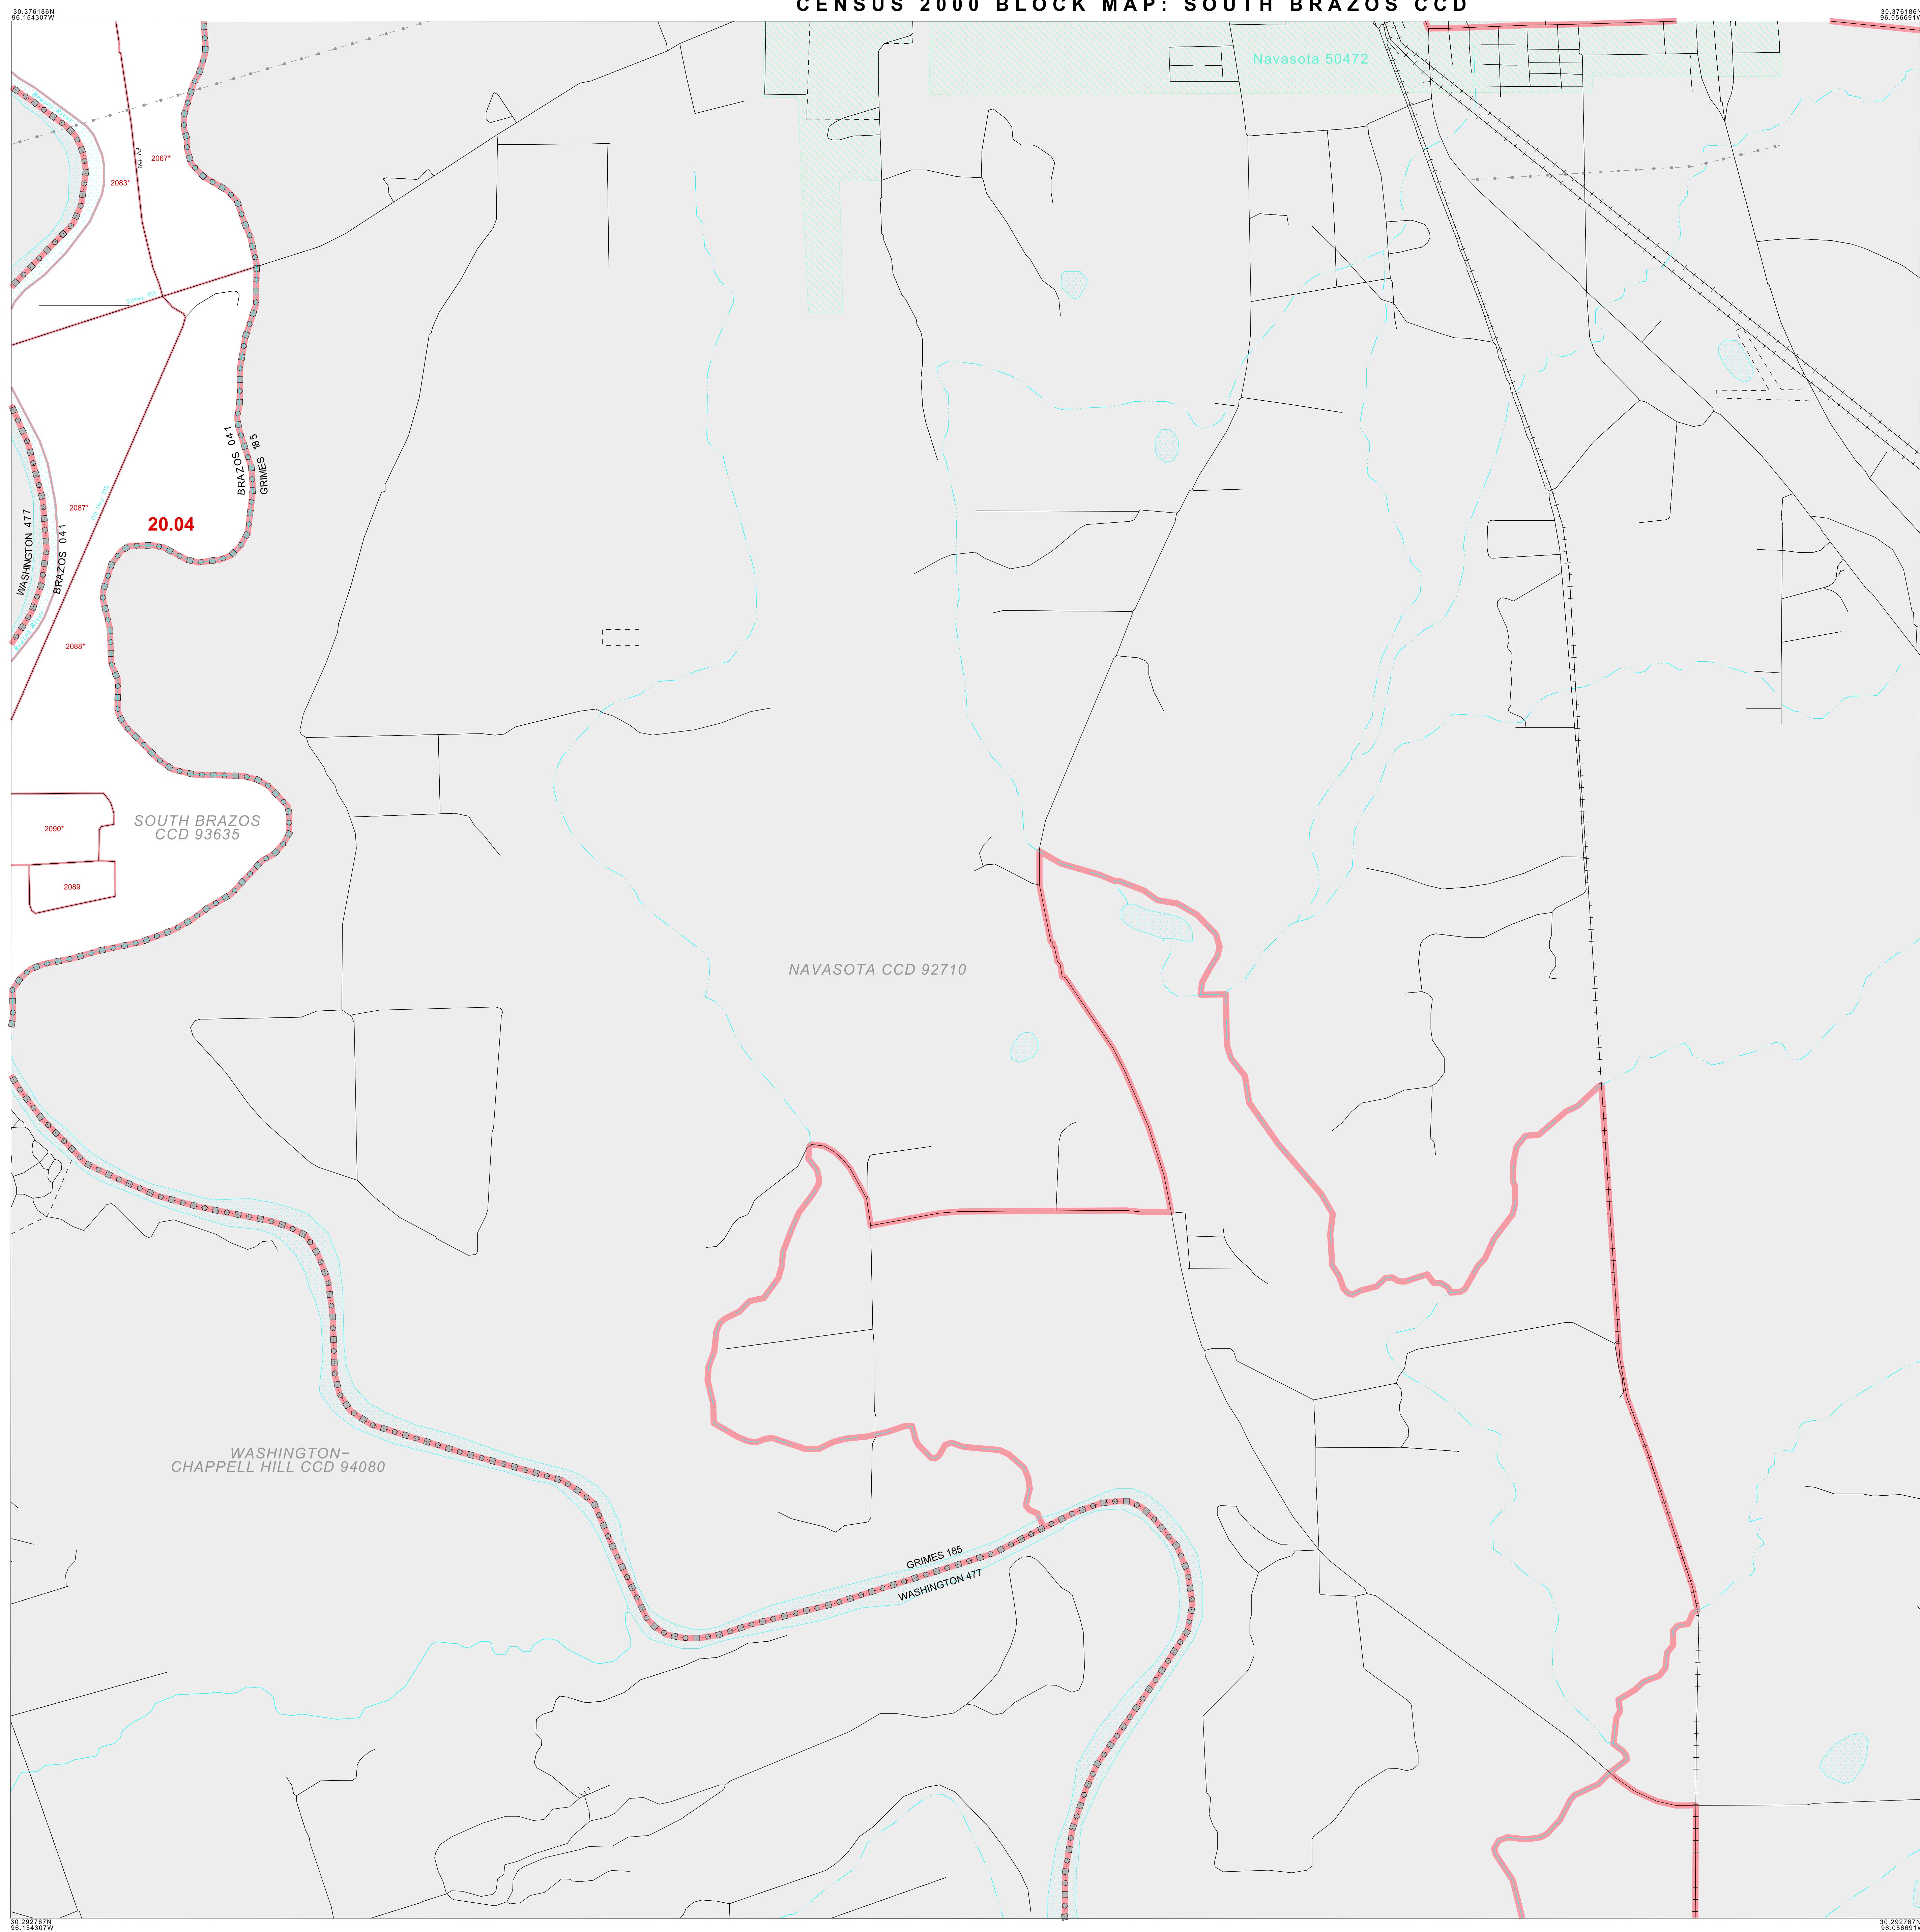 CENSUS 2000 BLOCK MAP: SOUTH BRAZOS CCD
30.376186N
96.154307W
30.376186N
96.056691W
Navasota 50472
FM 159
2067*
2083*
BRAZOS 041
GRIMES 185
2087*
20.04
WASHINGTON 477
BRAZOS 041
2088*
SOUTH BRAZOS
CCD 93635
2090*
2089
NAVASOTA CCD 92710
WASHINGTON–
CHAPPELL HILL CCD 94080
GRIMES 185
WASHINGTON 477
30.292767N
96.154307W
30.292767N
96.056691W